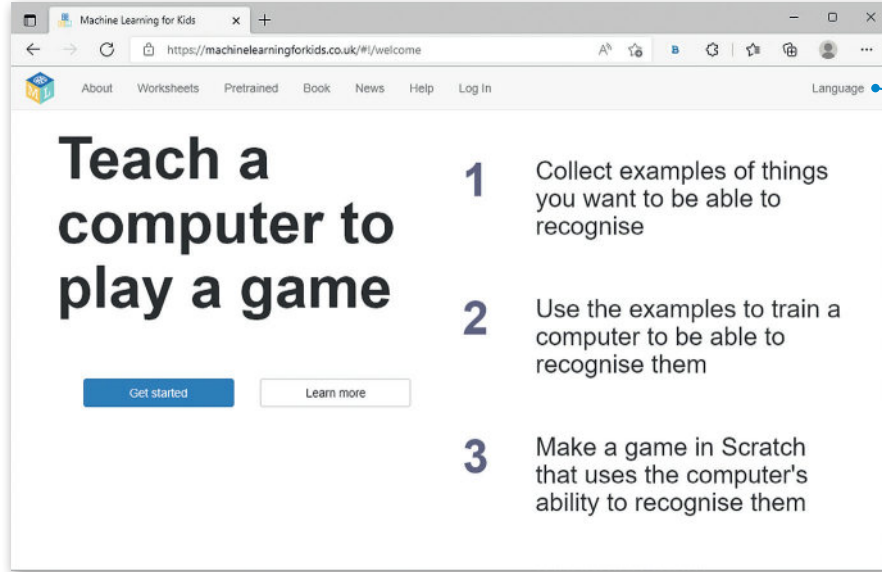 Machine Learning for Kids
https://machinelearningforkids.co.uk/#!/welcome
About Worksheets Pretrained Book News Help Log In Language
Teach a
computer to
play a game
Get started Learn more
1
Collect examples of things
you want to be able to
recognise
2
Use the examples to train a
computer to be able to
recognise them
3
Make a game in Scratch
that uses the computer's
ability to recognise them